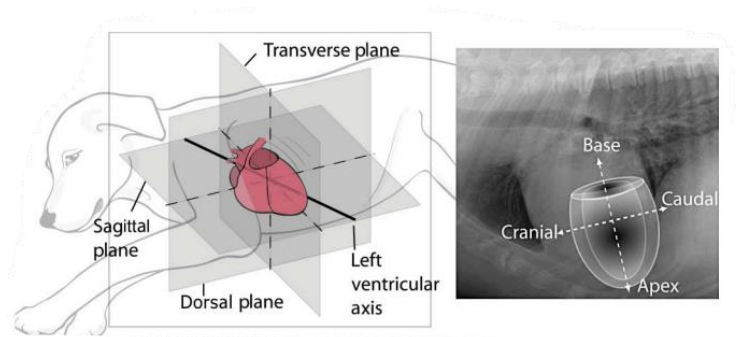 Transverse plane
Sagittal
plane
Dorsal plane
Left
ventricular
axis
Base
Cranial
Caudal
Apex